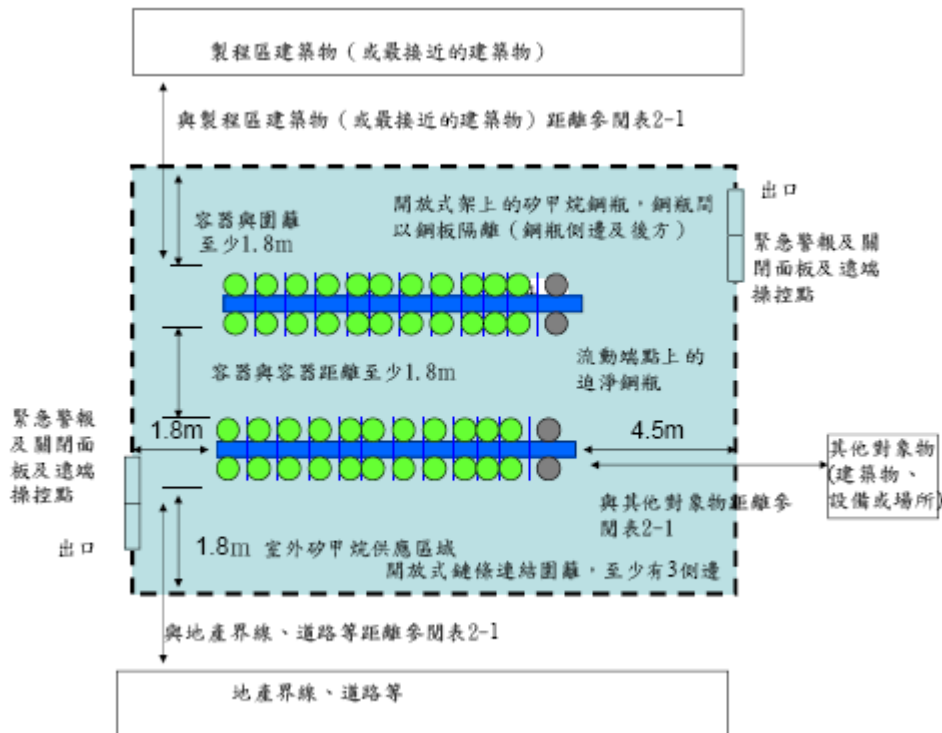 製程區建築物（或最接近的建築物）
與製程區建築物（或最接近的建築物）距離參閱表2-1
容器與圍籬
至少1.8m
開放式架上的矽甲烷鋼瓶，鋼瓶間
以鋼板隔離（鋼瓶側邊及後方）
出口
緊急警報及關
閉面板及遠端
操控點
容器與容器距離至少1.8m
流動端點上的
迫淨鋼瓶
緊急警報
及關閉面
板及遠端
操控點
出口
1.8m
4.5m
其他對象物
(建築物、
設備或場所)
與其他對象物距離參
閱表2-1
1.8m 室外矽甲烷供應區域
開放式鏈條連結圍籬，至少有3側邊
與地產界線、道路等距離參閱表2-1
地產界線、道路等